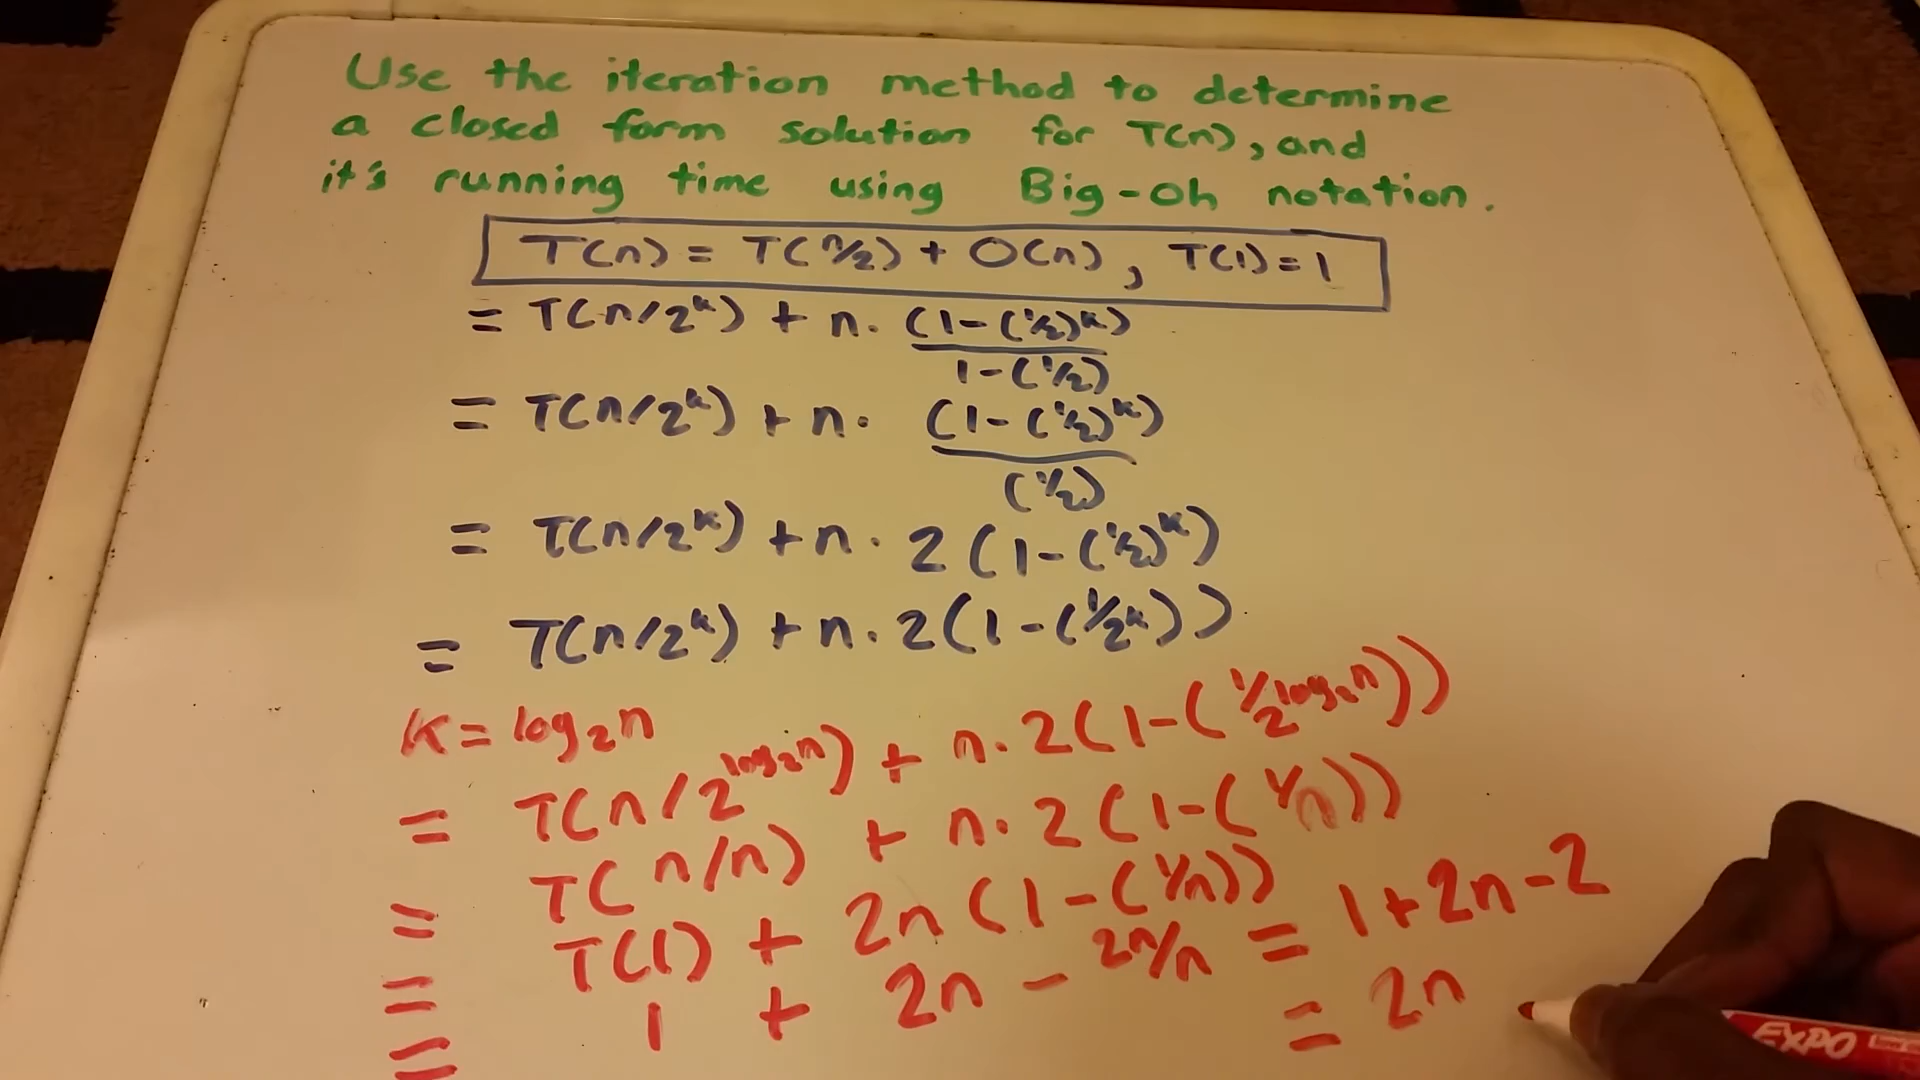 Use the iteration method to determine
a closed form solution for T(n), and
it's running time using Big-Oh notation.
T(n) = T(n/2) + O(n), T(1) = 1
= T(n/2^k) + n. (1-(1/2)^k)
1-(1/2)
= T(n/2^k) + n. (1-(1/2)^k)
(1/2)
= T(n/2^k) + n. 2(1-(1/2)^k)
= T(n/2^k) + n. 2(1-(1/2^k))
K = log₂n
= T(n/2^log₂n) + n. 2(1-(1/2^log₂n))
= T(n/n) + n. 2(1-(1/n))
= T(1) + 2n(1-(1/n)) = 1+2n-2
= 1 + 2n - 2n/n = 2n
EXPO